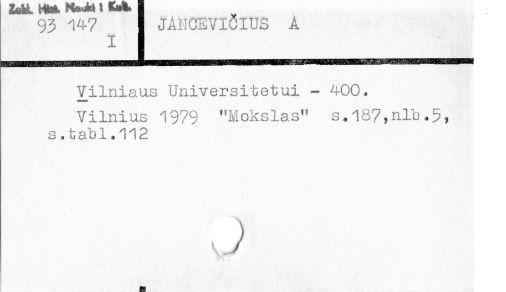 Zakł. Hist. Nauki i Kult.
93 147
I
JANCEVIČIUS A
Vilniaus Universitetui - 400.
Vilnius 1979 "Mokslas" s.187,nlb.5,
s.tabl.112